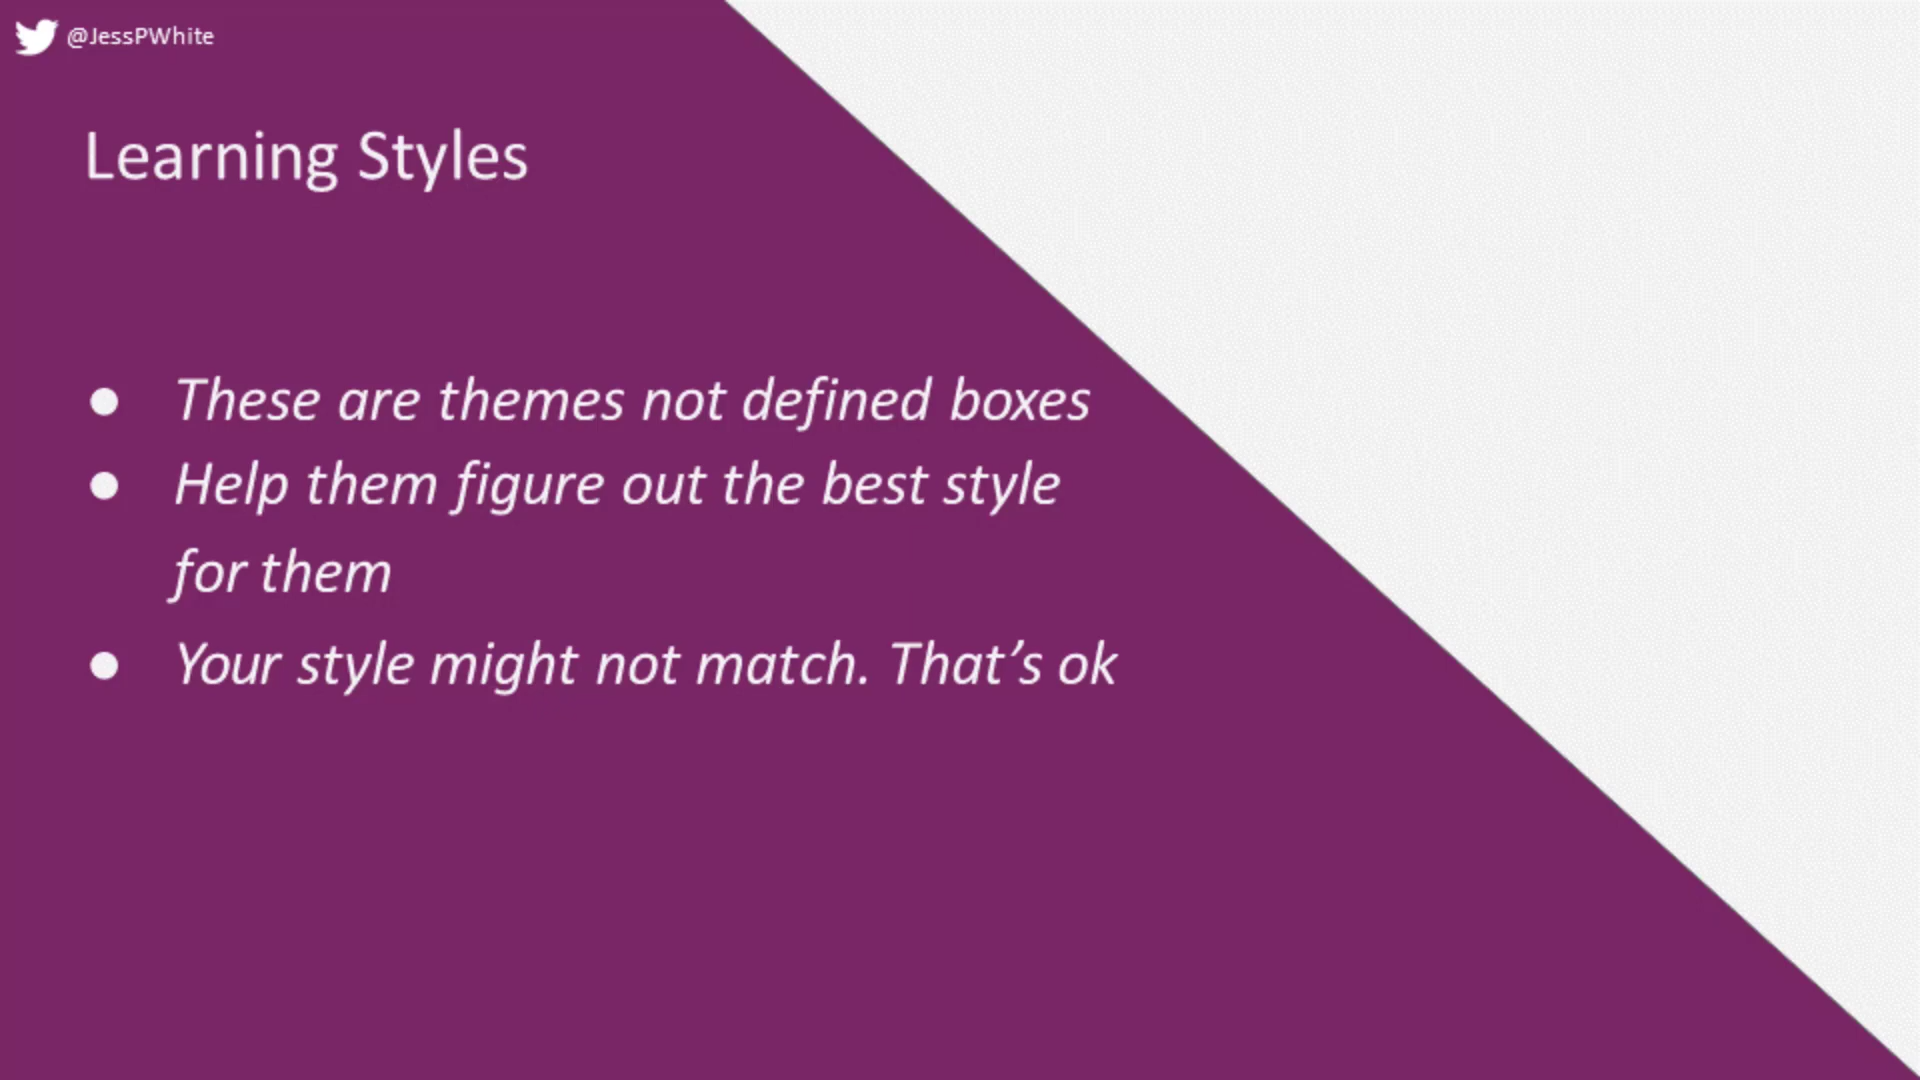 @JessPWhite
Learning Styles
● These are themes not defined boxes
● Help them figure out the best style
for them
● Your style might not match. That’s ok